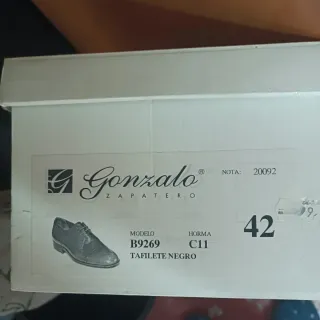 G Gonzalo®
ZAPATERO
NOTA: 20092
MODELO HORMA
B9269 C11 42
TAFILETE NEGRO